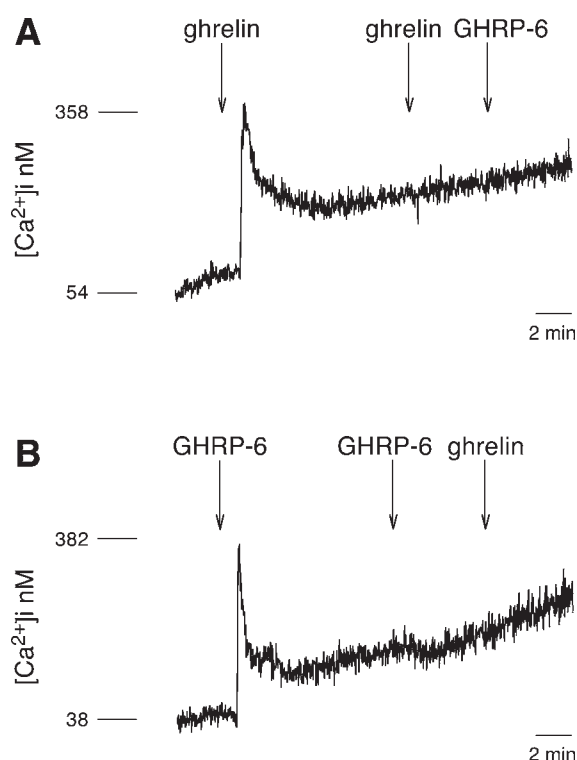 A
ghrelin
ghrelin GHRP-6
358
[Ca²⁺]i nM
54
2 min
B
GHRP-6
GHRP-6 ghrelin
382
[Ca²⁺]i nM
38
2 min